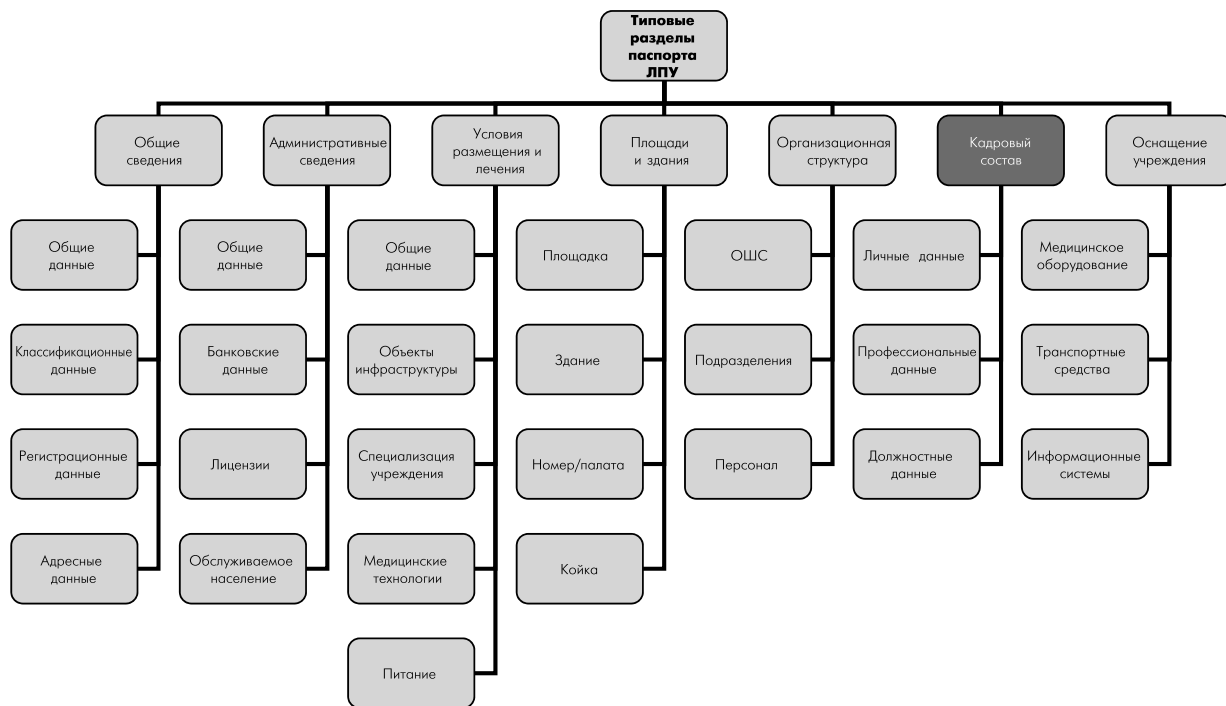 Типовые
разделы
паспорта
ЛПУ
Общие
сведения
Административные
сведения
Условия
размещения и
лечения
Площади
и здания
Организационная
структура
Кадровый
состав
Оснащение
учреждения
Общие
данные
Классификационные
данные
Регистрационные
данные
Адресные
данные
Общие
данные
Банковские
данные
Лицензии
Обслуживаемое
население
Общие
данные
Объекты
инфраструктуры
Специализация
учреждения
Медицинские
технологии
Питание
Площадка
Здание
Номер/палата
Койка
ОШС
Подразделения
Персонал
Личные данные
Профессиональные
данные
Должностные
данные
Медицинское
оборудование
Транспортные
средства
Информационные
системы